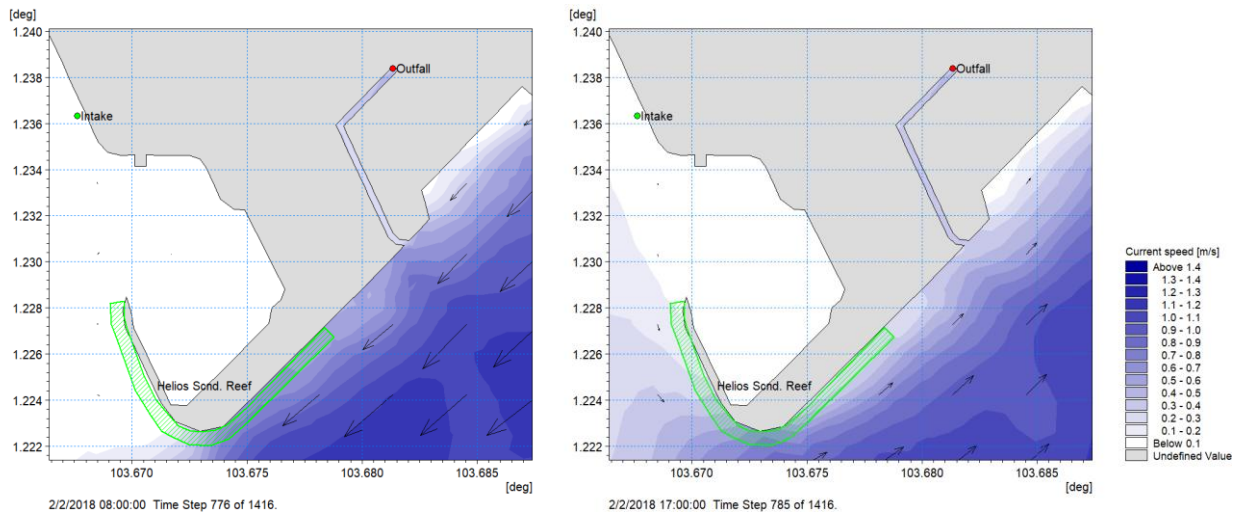 [deg]
1.240
1.238
1.236
1.234
1.232
1.230
1.228
1.226
1.224
1.222
Outfall
Intake
Helios Sond. Reef
103.670
103.675
103.680
103.685
[deg]
2/2/2018 08:00:00 Time Step 776 of 1416.
[deg]
1.240
1.238
1.236
1.234
1.232
1.230
1.228
1.226
1.224
1.222
Outfall
Intake
Helios Sond. Reef
103.670
103.675
103.680
103.685
[deg]
2/2/2018 17:00:00 Time Step 785 of 1416.
Current speed [m/s]
Above 1.4
1.3 - 1.4
1.2 - 1.3
1.1 - 1.2
1.0 - 1.1
0.9 - 1.0
0.8 - 0.9
0.7 - 0.8
0.6 - 0.7
0.5 - 0.6
0.4 - 0.5
0.3 - 0.4
0.2 - 0.3
0.1 - 0.2
Below 0.1
Undefined Value